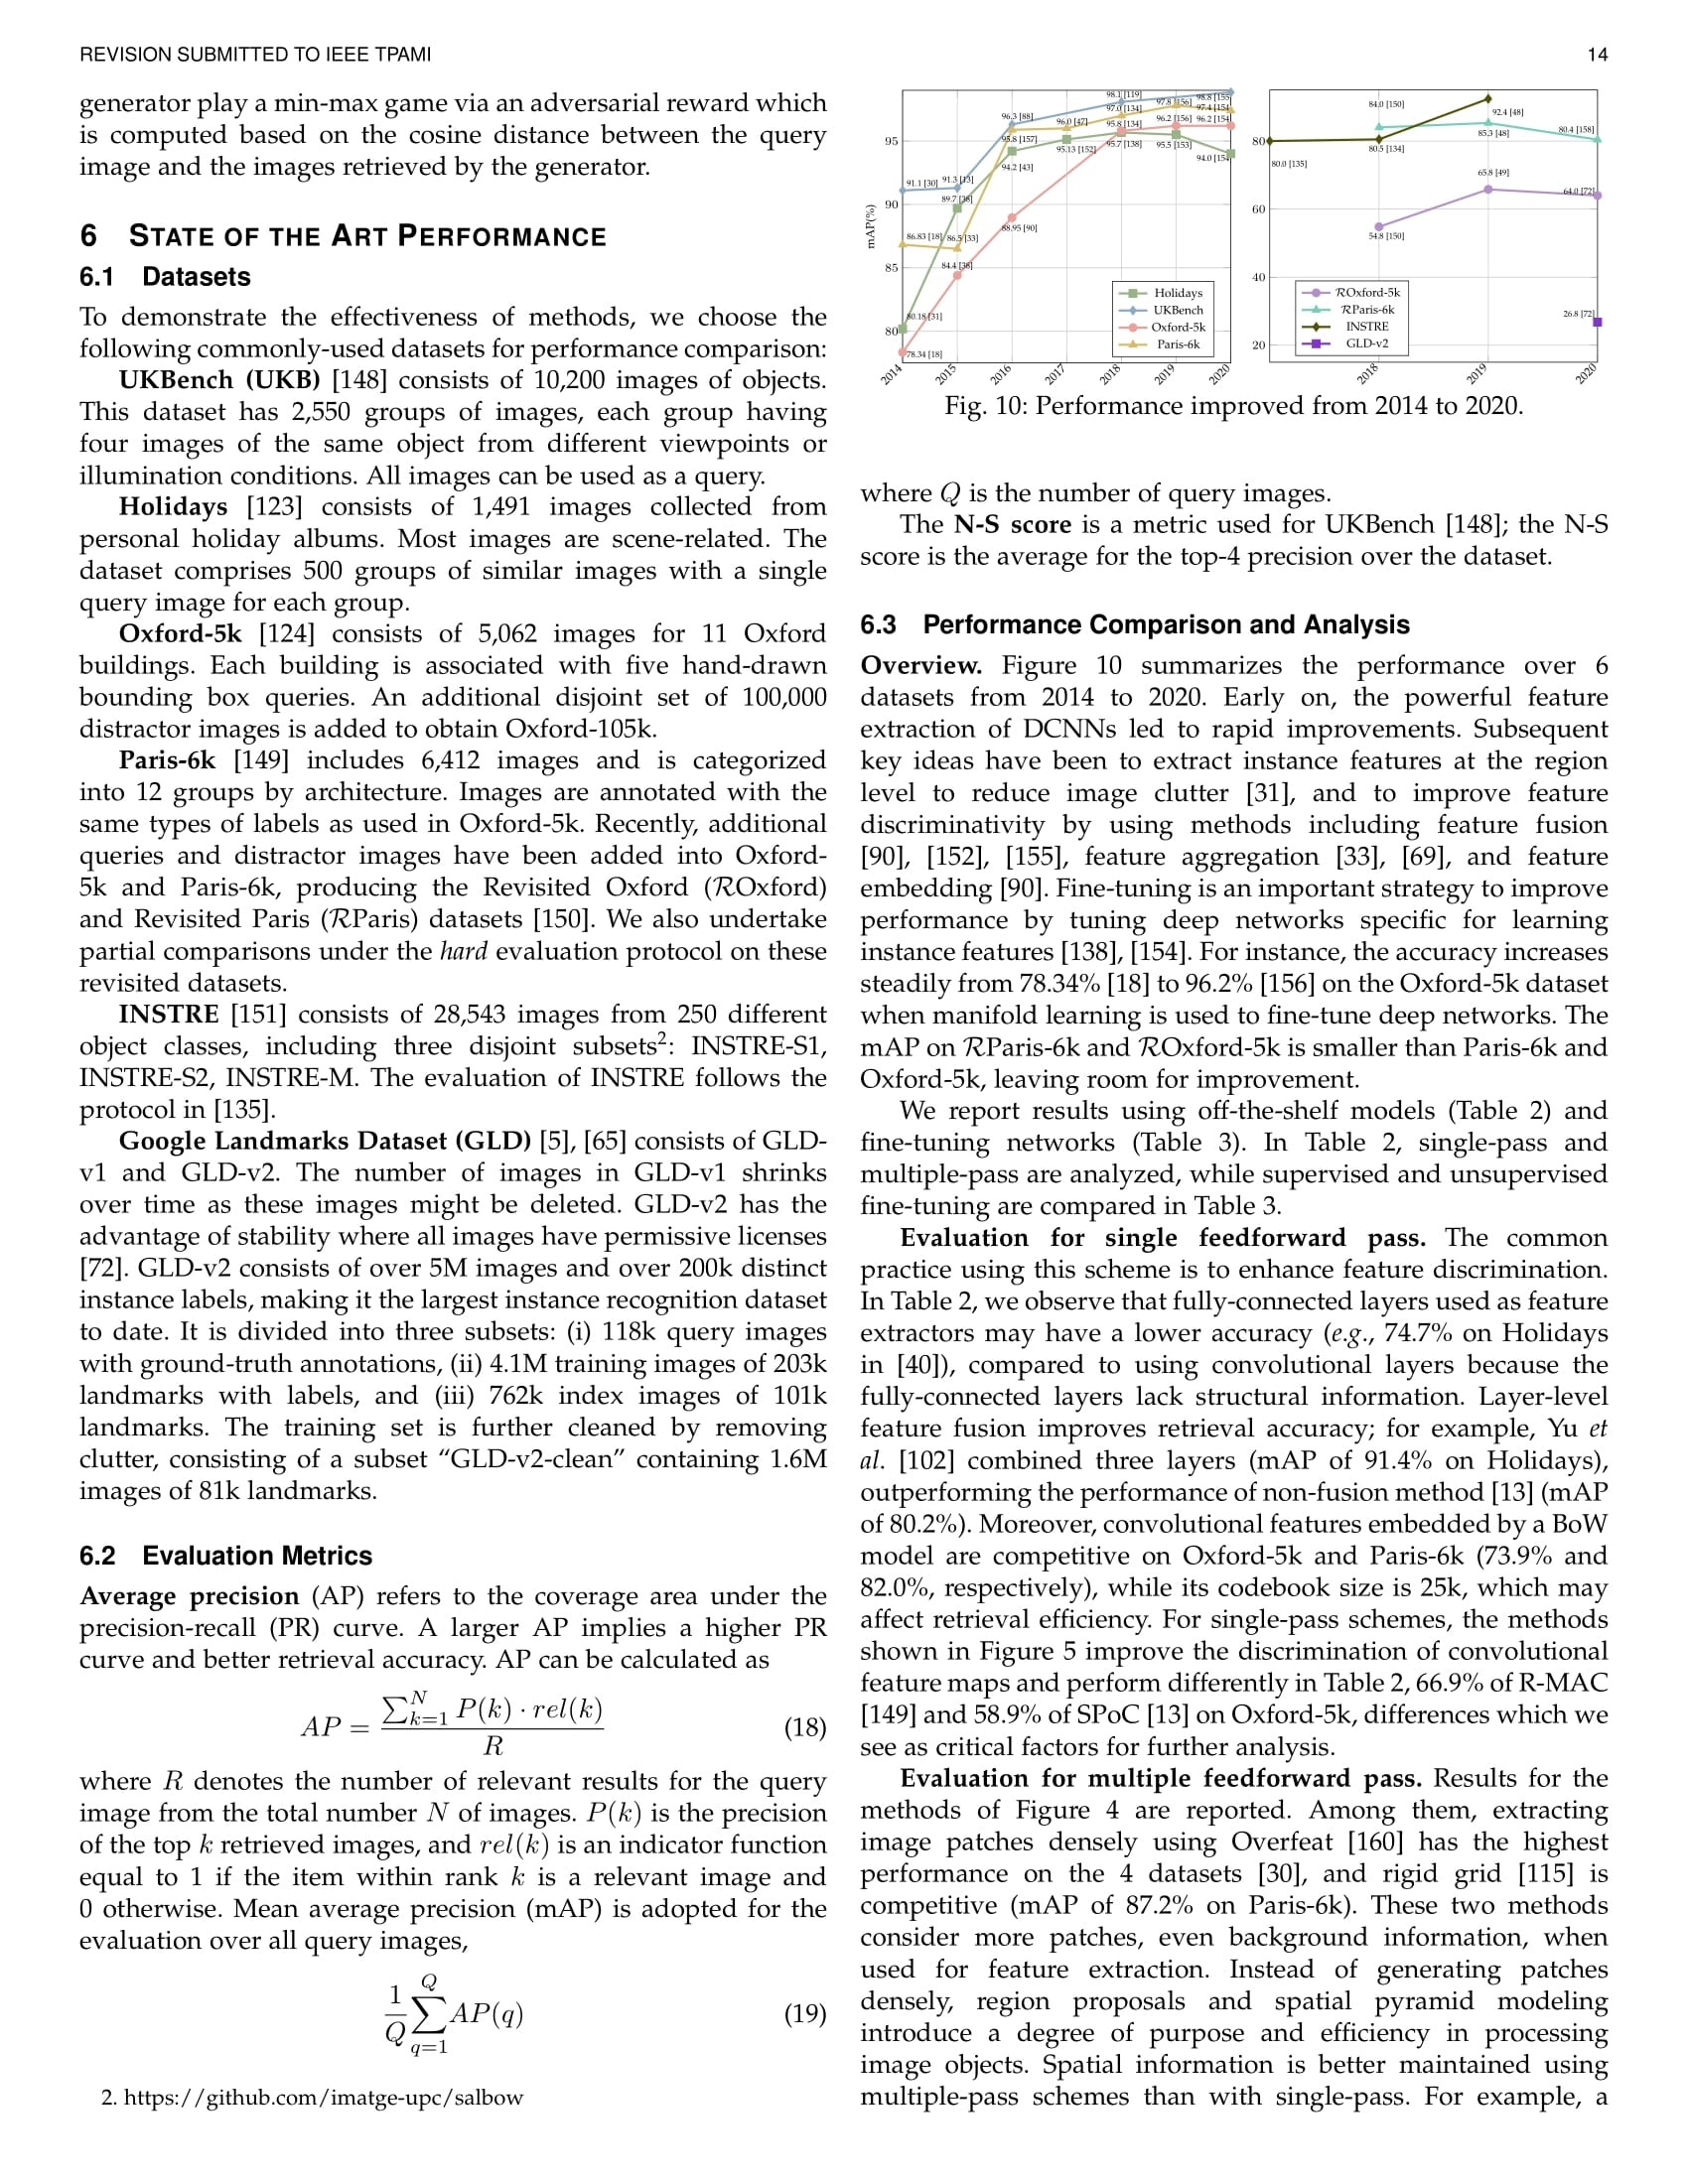 REVISION SUBMITTED TO IEEE TPAMI
14
generator play a min-max game via an adversarial reward which
is computed based on the cosine distance between the query
image and the images retrieved by the generator.
6 STATE OF THE ART PERFORMANCE
6.1 Datasets
To demonstrate the effectiveness of methods, we choose the
following commonly-used datasets for performance comparison:
UKBench (UKB) [148] consists of 10,200 images of objects.
This dataset has 2,550 groups of images, each group having
four images of the same object from different viewpoints or
illumination conditions. All images can be used as a query.
Holidays [123] consists of 1,491 images collected from
personal holiday albums. Most images are scene-related. The
dataset comprises 500 groups of similar images with a single
query image for each group.
Oxford-5k [124] consists of 5,062 images for 11 Oxford
buildings. Each building is associated with five hand-drawn
bounding box queries. An additional disjoint set of 100,000
distractor images is added to obtain Oxford-105k.
Paris-6k [149] includes 6,412 images and is categorized
into 12 groups by architecture. Images are annotated with the
same types of labels as used in Oxford-5k. Recently, additional
queries and distractor images have been added into Oxford-
5k and Paris-6k, producing the Revisited Oxford (ROxford)
and Revisited Paris (RParis) datasets [150]. We also undertake
partial comparisons under the hard evaluation protocol on these
revisited datasets.
INSTRE [151] consists of 28,543 images from 250 different
object classes, including three disjoint subsets2: INSTRE-S1,
INSTRE-S2, INSTRE-M. The evaluation of INSTRE follows the
protocol in [135].
Google Landmarks Dataset (GLD) [5], [65] consists of GLD-
v1 and GLD-v2. The number of images in GLD-v1 shrinks
over time as these images might be deleted. GLD-v2 has the
advantage of stability where all images have permissive licenses
[72]. GLD-v2 consists of over 5M images and over 200k distinct
instance labels, making it the largest instance recognition dataset
to date. It is divided into three subsets: (i) 118k query images
with ground-truth annotations, (ii) 4.1M training images of 203k
landmarks with labels, and (iii) 762k index images of 101k
landmarks. The training set is further cleaned by removing
clutter, consisting of a subset “GLD-v2-clean” containing 1.6M
images of 81k landmarks.
6.2 Evaluation Metrics
Average precision (AP) refers to the coverage area under the
precision-recall (PR) curve. A larger AP implies a higher PR
curve and better retrieval accuracy. AP can be calculated as
AP = ∑_{k=1}^{N} P(k) · rel(k) / R (18)
where R denotes the number of relevant results for the query
image from the total number N of images. P(k) is the precision
of the top k retrieved images, and rel(k) is an indicator function
equal to 1 if the item within rank k is a relevant image and
0 otherwise. Mean average precision (mAP) is adopted for the
evaluation over all query images,
1/Q ∑_{q=1}^{Q} AP(q) (19)
2. https://github.com/imatge-upc/salbow
mAP(%)
95
90
85
80
2014 2015 2016 2017 2018 2019 2020
91.1 [30] 91.3 [13] 96.3 [88] 98.1 [119] 98.8 [155]
86.83 [18] 86.5 [33] 95.8 [157] 96.0 [47] 97.0 [134] 97.8 [156] 97.4 [154]
80.18 [31] 89.7 [38] 94.2 [43] 95.13 [152] 95.7 [138] 95.5 [153] 94.0 [154]
78.34 [18] 84.4 [38] 88.95 [90] 95.8 [134] 96.2 [156] 96.2 [154]
Holidays
UKBench
Oxford-5k
Paris-6k
80
60
40
20
2018 2019 2020
84.0 [150] 85.3 [48] 80.4 [158]
80.0 [135] 80.5 [134] 92.4 [48]
54.8 [150] 65.8 [49] 64.0 [72]
26.8 [72]
ROxford-5k
RParis-6k
INSTRE
GLD-v2
Fig. 10: Performance improved from 2014 to 2020.
where Q is the number of query images.
The N-S score is a metric used for UKBench [148]; the N-S
score is the average for the top-4 precision over the dataset.
6.3 Performance Comparison and Analysis
Overview. Figure 10 summarizes the performance over 6
datasets from 2014 to 2020. Early on, the powerful feature
extraction of DCNNs led to rapid improvements. Subsequent
key ideas have been to extract instance features at the region
level to reduce image clutter [31], and to improve feature
discriminativity by using methods including feature fusion
[90], [152], [155], feature aggregation [33], [69], and feature
embedding [90]. Fine-tuning is an important strategy to improve
performance by tuning deep networks specific for learning
instance features [138], [154]. For instance, the accuracy increases
steadily from 78.34% [18] to 96.2% [156] on the Oxford-5k dataset
when manifold learning is used to fine-tune deep networks. The
mAP on RParis-6k and ROxford-5k is smaller than Paris-6k and
Oxford-5k, leaving room for improvement.
We report results using off-the-shelf models (Table 2) and
fine-tuning networks (Table 3). In Table 2, single-pass and
multiple-pass are analyzed, while supervised and unsupervised
fine-tuning are compared in Table 3.
Evaluation for single feedforward pass. The common
practice using this scheme is to enhance feature discrimination.
In Table 2, we observe that fully-connected layers used as feature
extractors may have a lower accuracy (e.g., 74.7% on Holidays
in [40]), compared to using convolutional layers because the
fully-connected layers lack structural information. Layer-level
feature fusion improves retrieval accuracy; for example, Yu et
al. [102] combined three layers (mAP of 91.4% on Holidays),
outperforming the performance of non-fusion method [13] (mAP
of 80.2%). Moreover, convolutional features embedded by a BoW
model are competitive on Oxford-5k and Paris-6k (73.9% and
82.0%, respectively), while its codebook size is 25k, which may
affect retrieval efficiency. For single-pass schemes, the methods
shown in Figure 5 improve the discrimination of convolutional
feature maps and perform differently in Table 2, 66.9% of R-MAC
[149] and 58.9% of SPoC [13] on Oxford-5k, differences which we
see as critical factors for further analysis.
Evaluation for multiple feedforward pass. Results for the
methods of Figure 4 are reported. Among them, extracting
image patches densely using Overfeat [160] has the highest
performance on the 4 datasets [30], and rigid grid [115] is
competitive (mAP of 87.2% on Paris-6k). These two methods
consider more patches, even background information, when
used for feature extraction. Instead of generating patches
densely, region proposals and spatial pyramid modeling
introduce a degree of purpose and efficiency in processing
image objects. Spatial information is better maintained using
multiple-pass schemes than with single-pass. For example, a